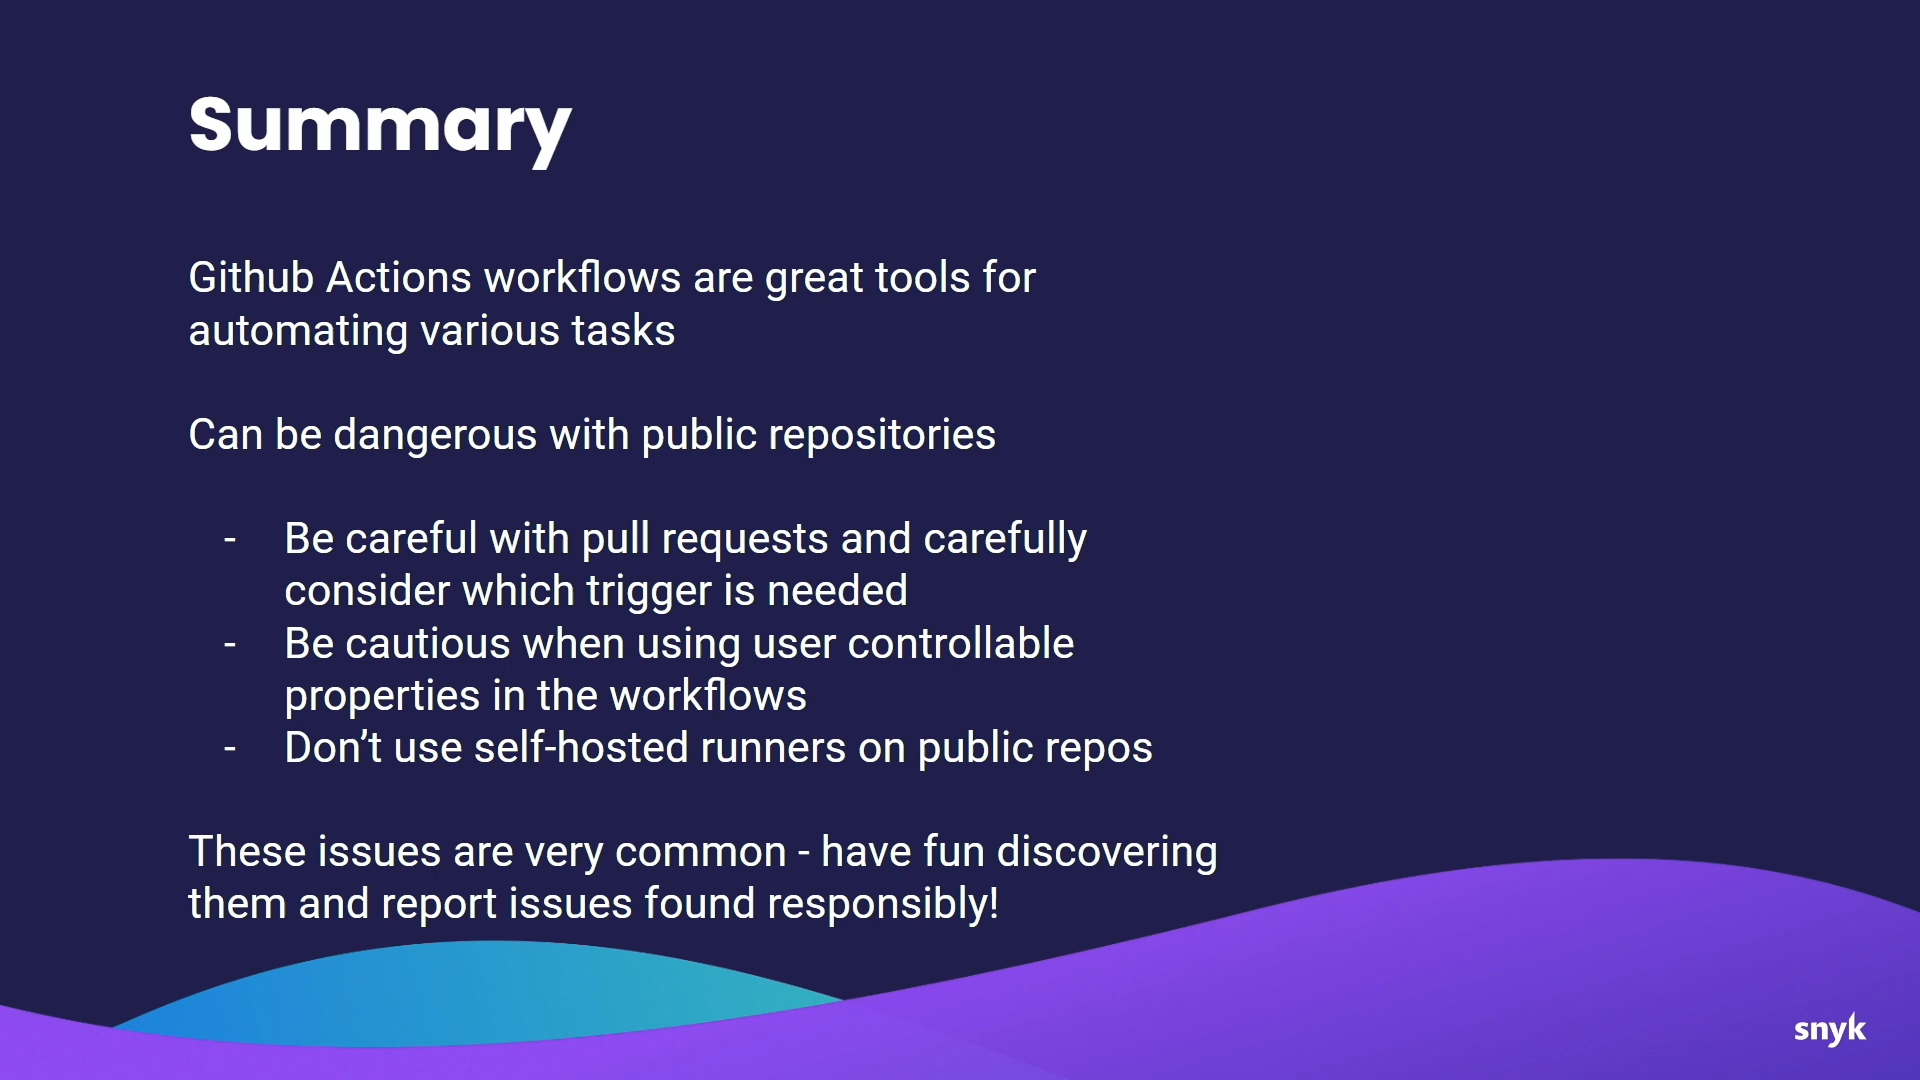 Summary
Github Actions workflows are great tools for
automating various tasks
Can be dangerous with public repositories
- Be careful with pull requests and carefully
consider which trigger is needed
- Be cautious when using user controllable
properties in the workflows
- Don’t use self-hosted runners on public repos
These issues are very common - have fun discovering
them and report issues found responsibly!
snyk